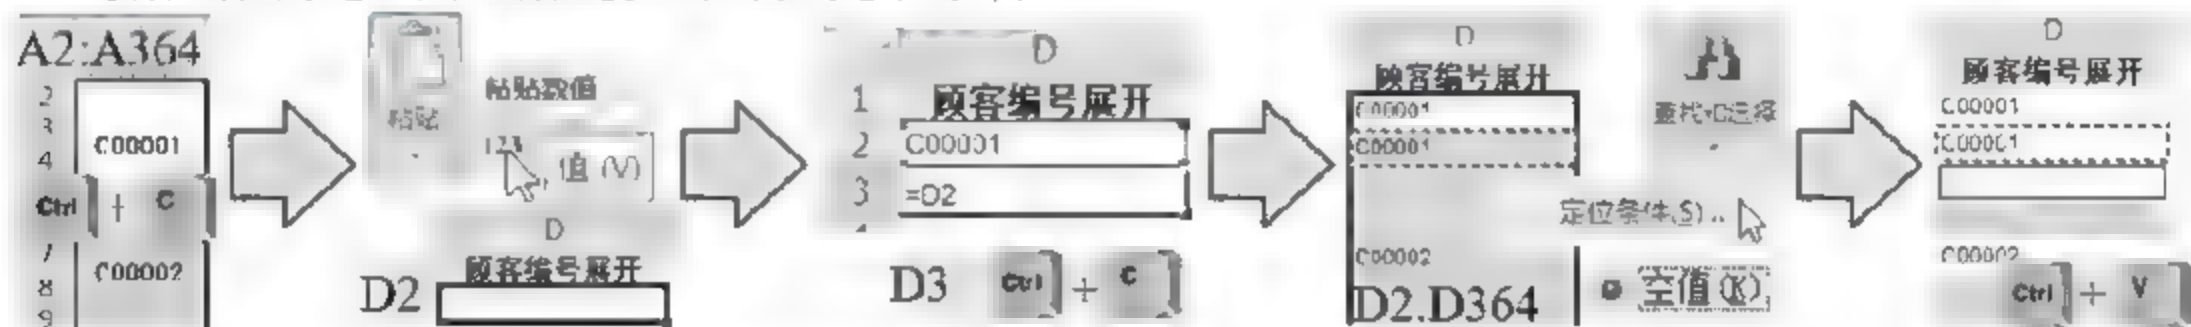 A2:A364
2
3
4
C00001
Ctrl + C
7
8
9
C00002
粘贴
粘贴数值
123
值(V)
D
顾客编号展开
D2
D
顾客编号展开
1
2
3
C00001
=D2
D3 Ctrl + C
D
顾客编号展开
C00001
C00001
C00002
D2:D364
查找和选择
定位条件(S)...
空值(K)
D
顾客编号展开
C00001
C00001
C00002
Ctrl + V